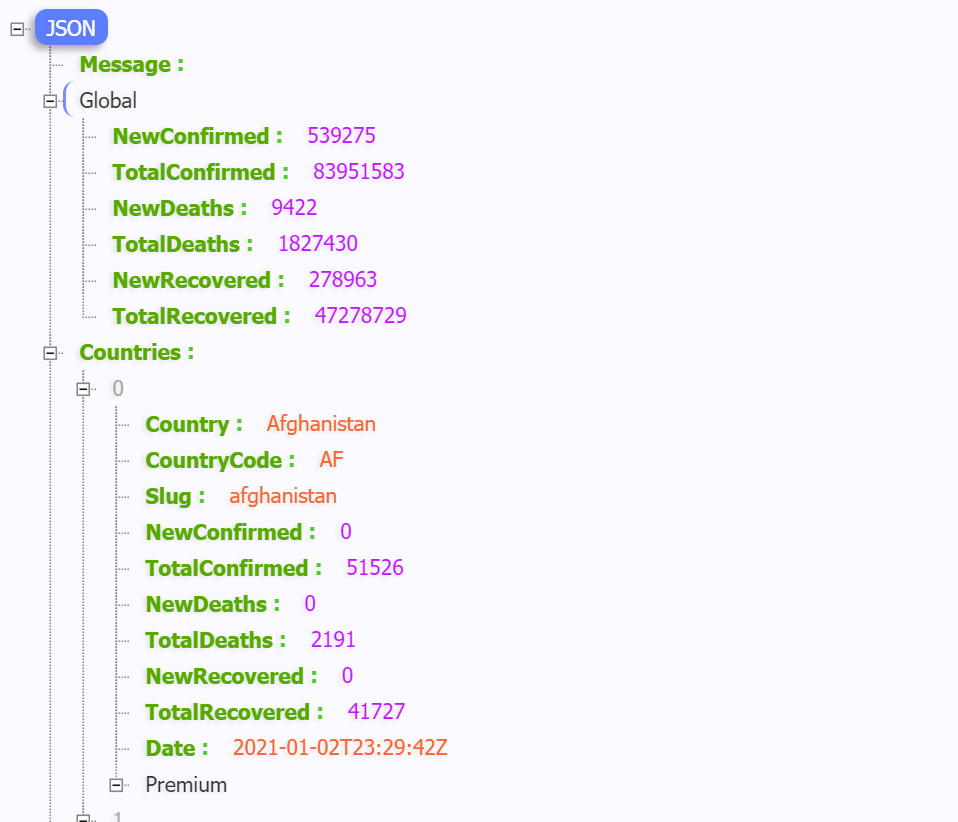 JSON
Message :
Global
NewConfirmed : 539275
TotalConfirmed : 83951583
NewDeaths : 9422
TotalDeaths : 1827430
NewRecovered : 278963
TotalRecovered : 47278729
Countries :
0
Country : Afghanistan
CountryCode : AF
Slug : afghanistan
NewConfirmed : 0
TotalConfirmed : 51526
NewDeaths : 0
TotalDeaths : 2191
NewRecovered : 0
TotalRecovered : 41727
Date : 2021-01-02T23:29:42Z
Premium
1